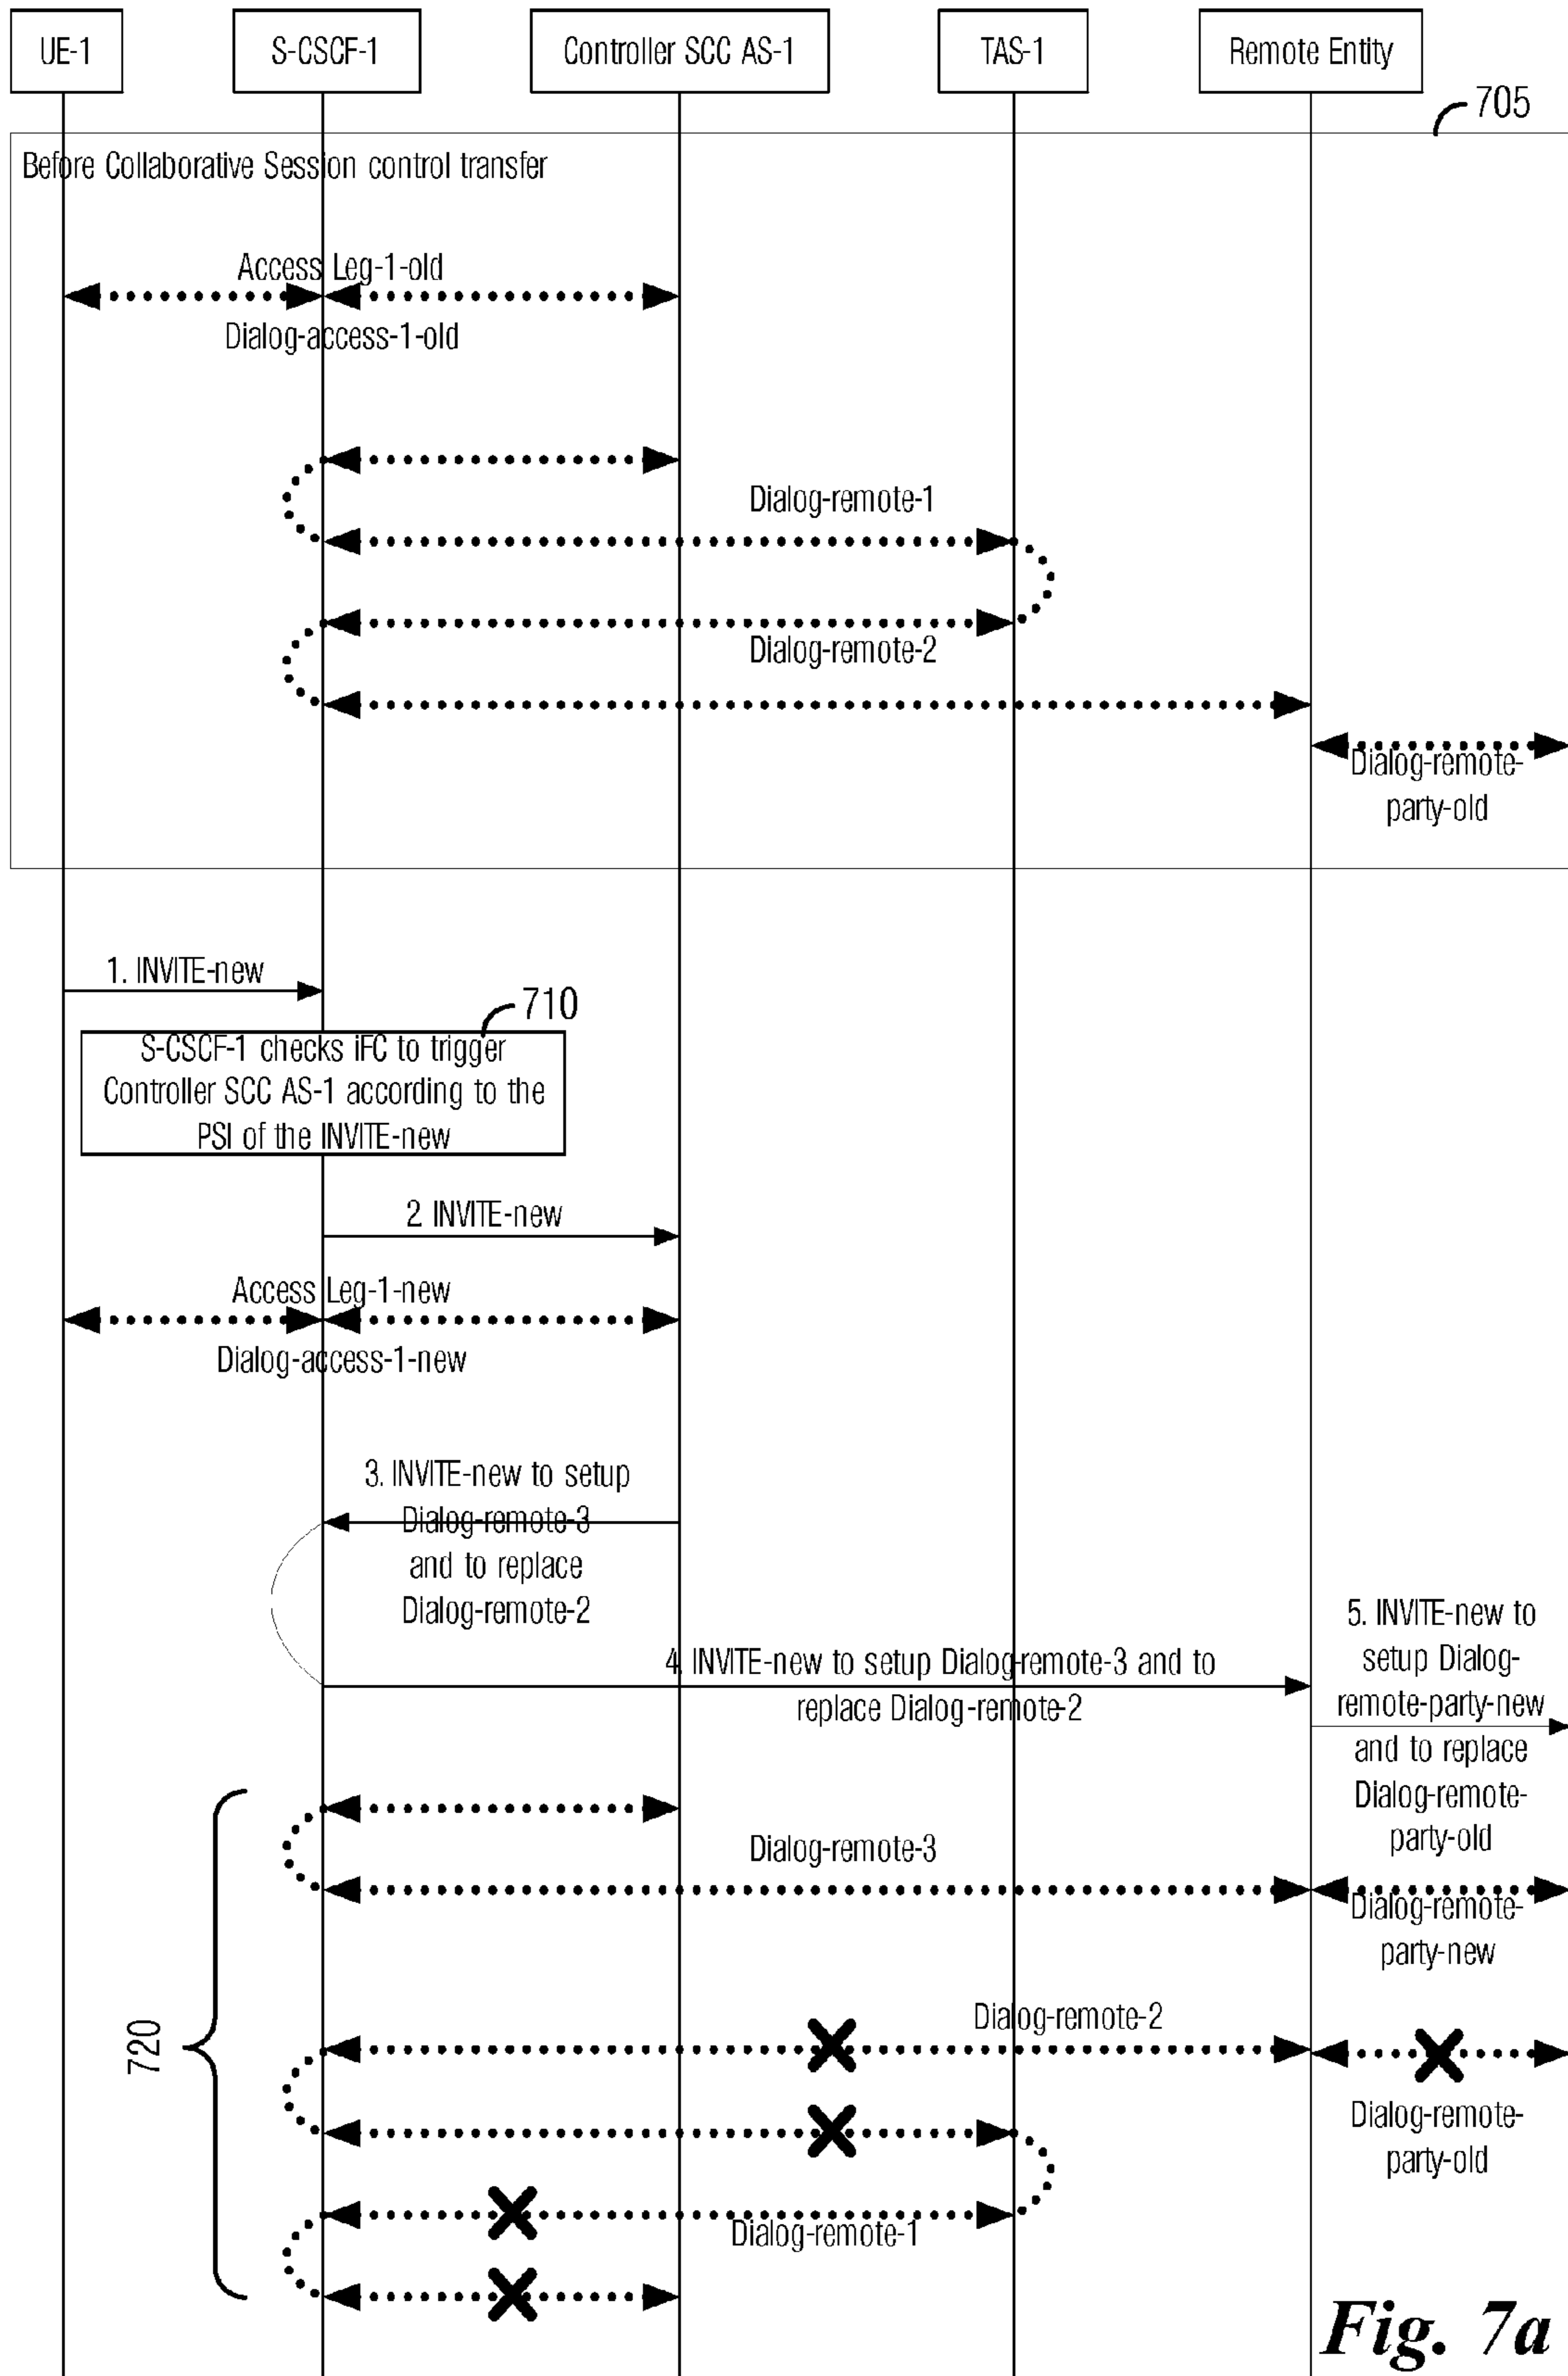 UE-1
S-CSCF-1
Controller SCC AS-1
TAS-1
Remote Entity
705
Before Collaborative Session control transfer
Access Leg-1-old
Dialog-access-1-old
Dialog-remote-1
Dialog-remote-2
Dialog-remote-
party-old
1. INVITE-new
710
S-CSCF-1 checks iFC to trigger
Controller SCC AS-1 according to the
PSI of the INVITE-new
2 INVITE-new
Access Leg-1-new
Dialog-access-1-new
3. INVITE-new to setup
Dialog-remote-3
and to replace
Dialog-remote-2
4. INVITE-new to setup Dialog-remote-3 and to
replace Dialog-remote-2
5. INVITE-new to
setup Dialog-
remote-party-new
and to replace
Dialog-remote-
party-old
720
Dialog-remote-3
Dialog-remote-
party-new
Dialog-remote-2
Dialog-remote-
party-old
Dialog-remote-1
Fig. 7a